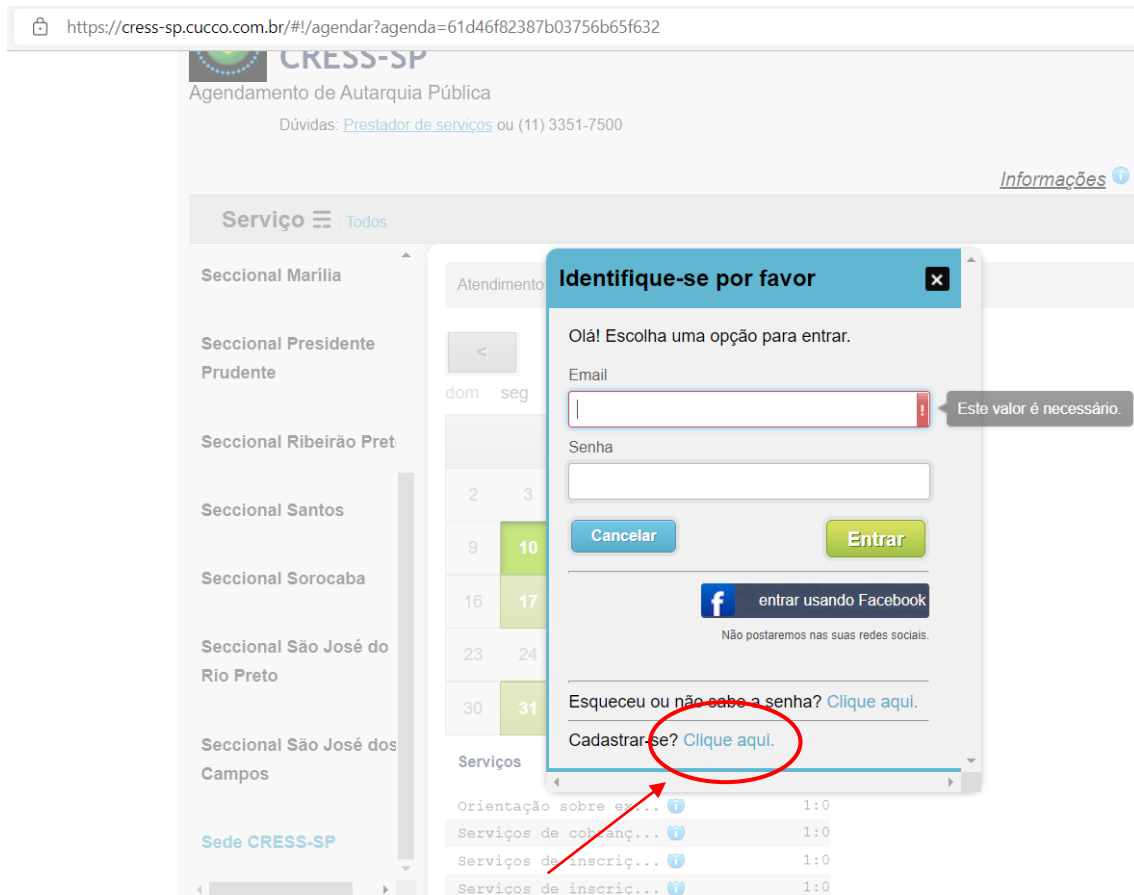 https://cress-sp.cucco.com.br/#!/agendar?agenda=61d46f82387b03756b65f632
CRESS-SP
Agendamento de Autarquia Pública
Dúvidas: Prestador de serviços ou (11) 3351-7500
Informações
Serviço : Todos
Seccional Marília
Seccional Presidente
Prudente
Seccional Ribeirão Pret
Seccional Santos
Seccional Sorocaba
Seccional São José do
Rio Preto
Seccional São José dos
Campos
Sede CRESS-SP
Atendimento
<
dom seg
2 3
9 10
16 17
23 24
30 31
Serviços
Orientação sobre ex... 1:0
Serviços de cobranç... 1:0
Serviços de inscriç... 1:0
Serviços de inscriç... 1:0
Identifique-se por favor
Olá! Escolha uma opção para entrar.
Email
Este valor é necessário.
Senha
Cancelar Entrar
entrar usando Facebook
Não postaremos nas suas redes sociais.
Esqueceu ou não sabe a senha? Clique aqui.
Cadastrar-se? Clique aqui.